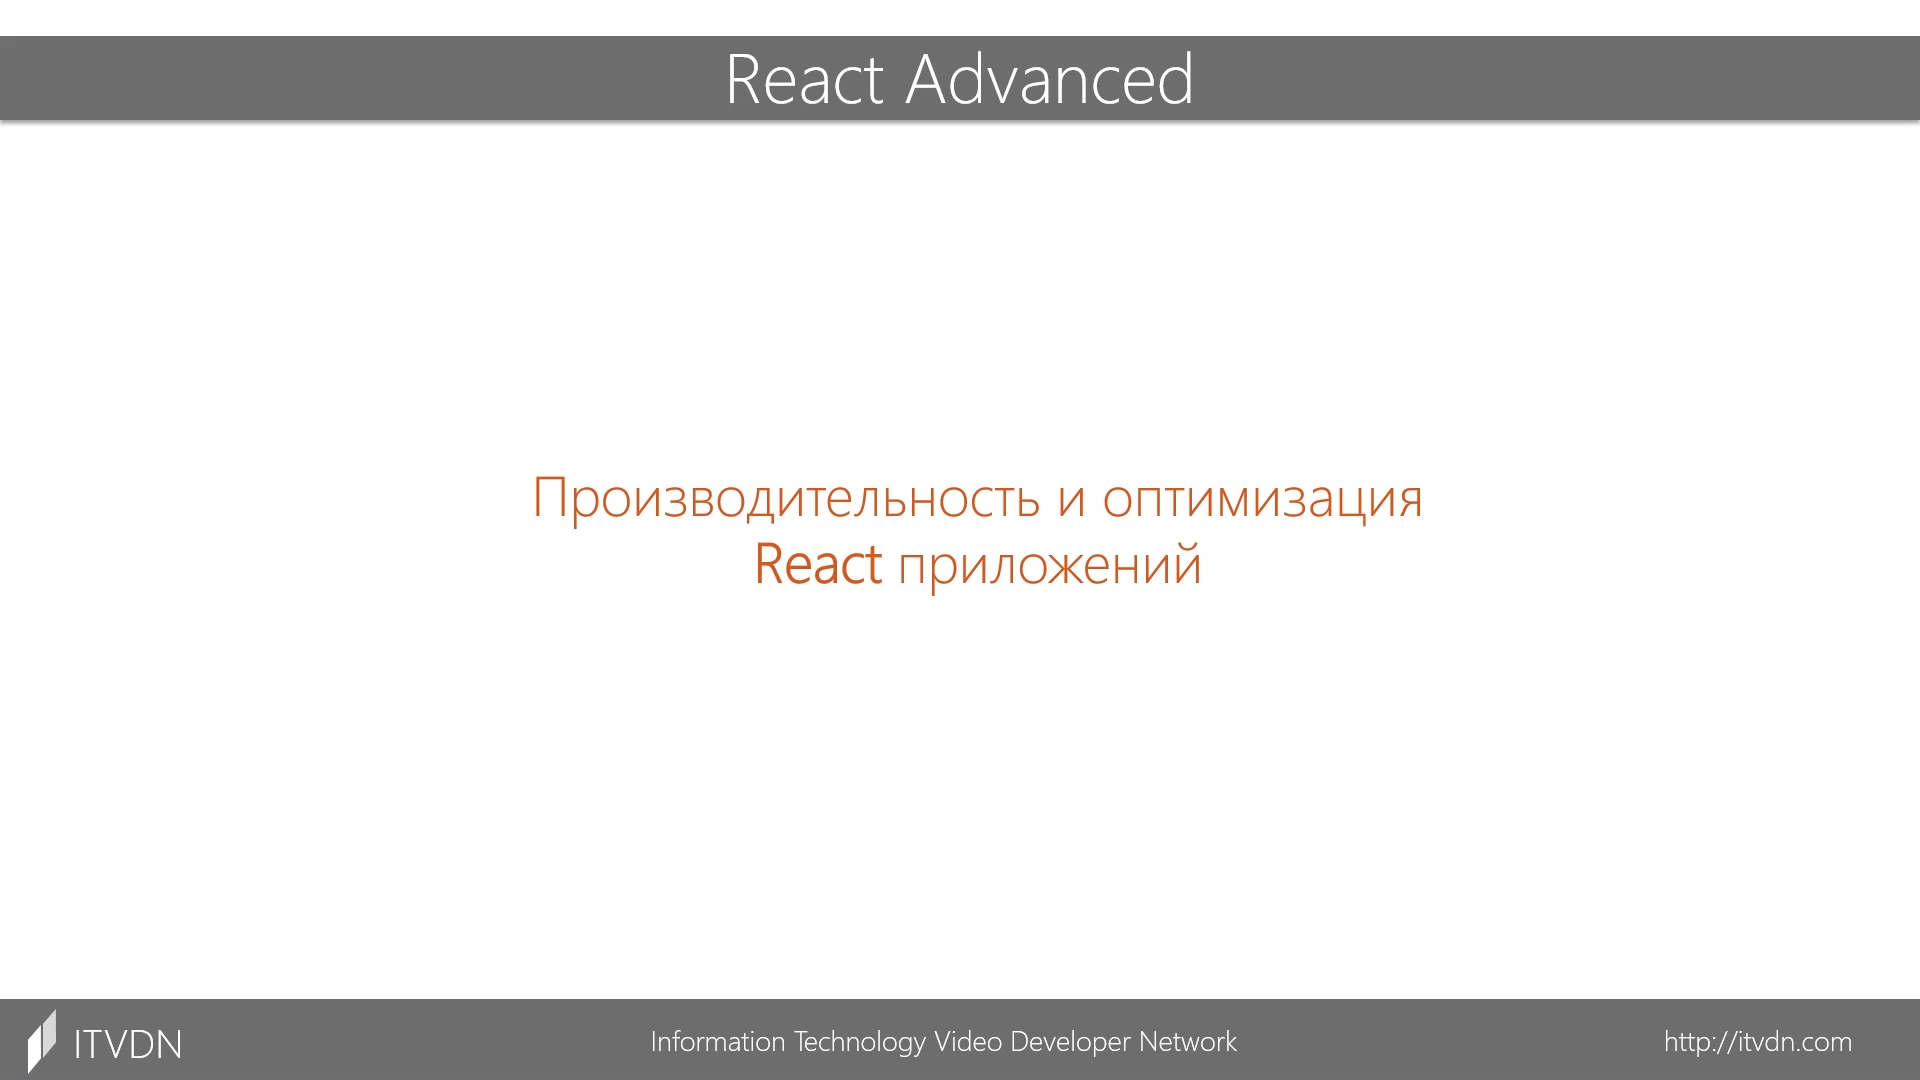 React Advanced
Производительность и оптимизация
React приложений
ITVDN
Information Technology Video Developer Network
http://itvdn.com